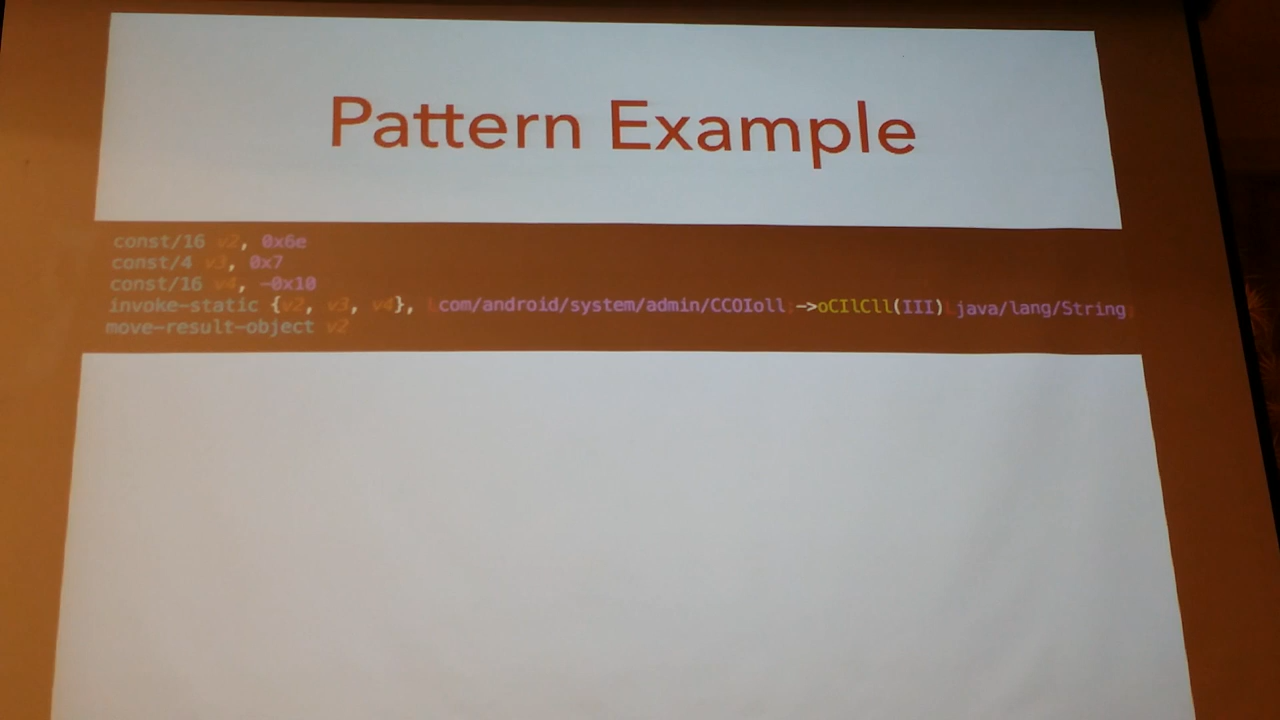 Pattern Example
const/16 v2, 0x6e
const/4 v3, 0x7
const/16 v4, -0x10
invoke-static {v2, v3, v4}, Lcom/android/system/admin/CCOIoll;->oCIlCll(III)Ljava/lang/String;
move-result-object v2